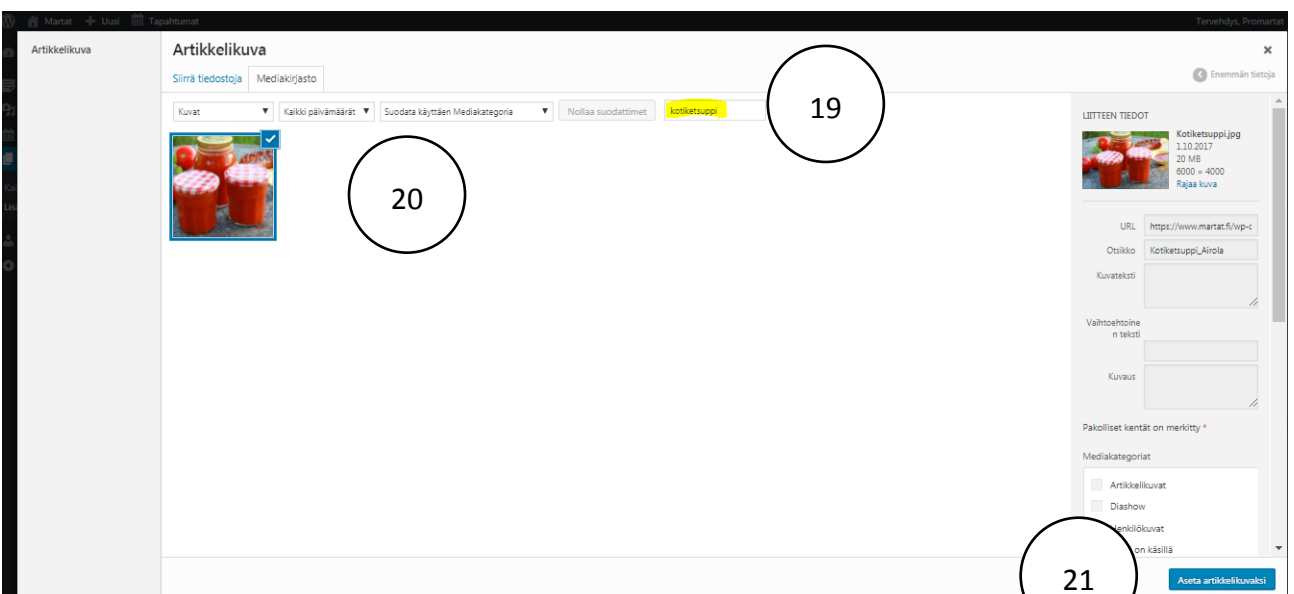 Martat + Uusi Tapahtumat Tervehdys, Promartat
Artikkelikuva
Artikkelikuva
Siirrä tiedostoja Mediakirjasto
Enemmän tietoja
Kuvat Kaikki päivämäärät Suodata käyttäen Mediakategoria Nollaa suodattimet kotiketsuppi
19
20
LIITTEEN TIEDOT
Kotiketsuppi.jpg
1.10.2017
20 MB
6000 × 4000
Rajaa kuva
URL https://www.martat.fi/wp-c
Otsikko Kotiketsuppi_Airola
Kuvateksti
Vaihtoehtoine
n teksti
Kuvaus
Pakolliset kentät on merkitty *
Mediakategoriat
Artikkelikuvat
Diashow
Henkilökuvat
on käsillä
21
Aseta artikkelikuvaksi
Kai
Lis